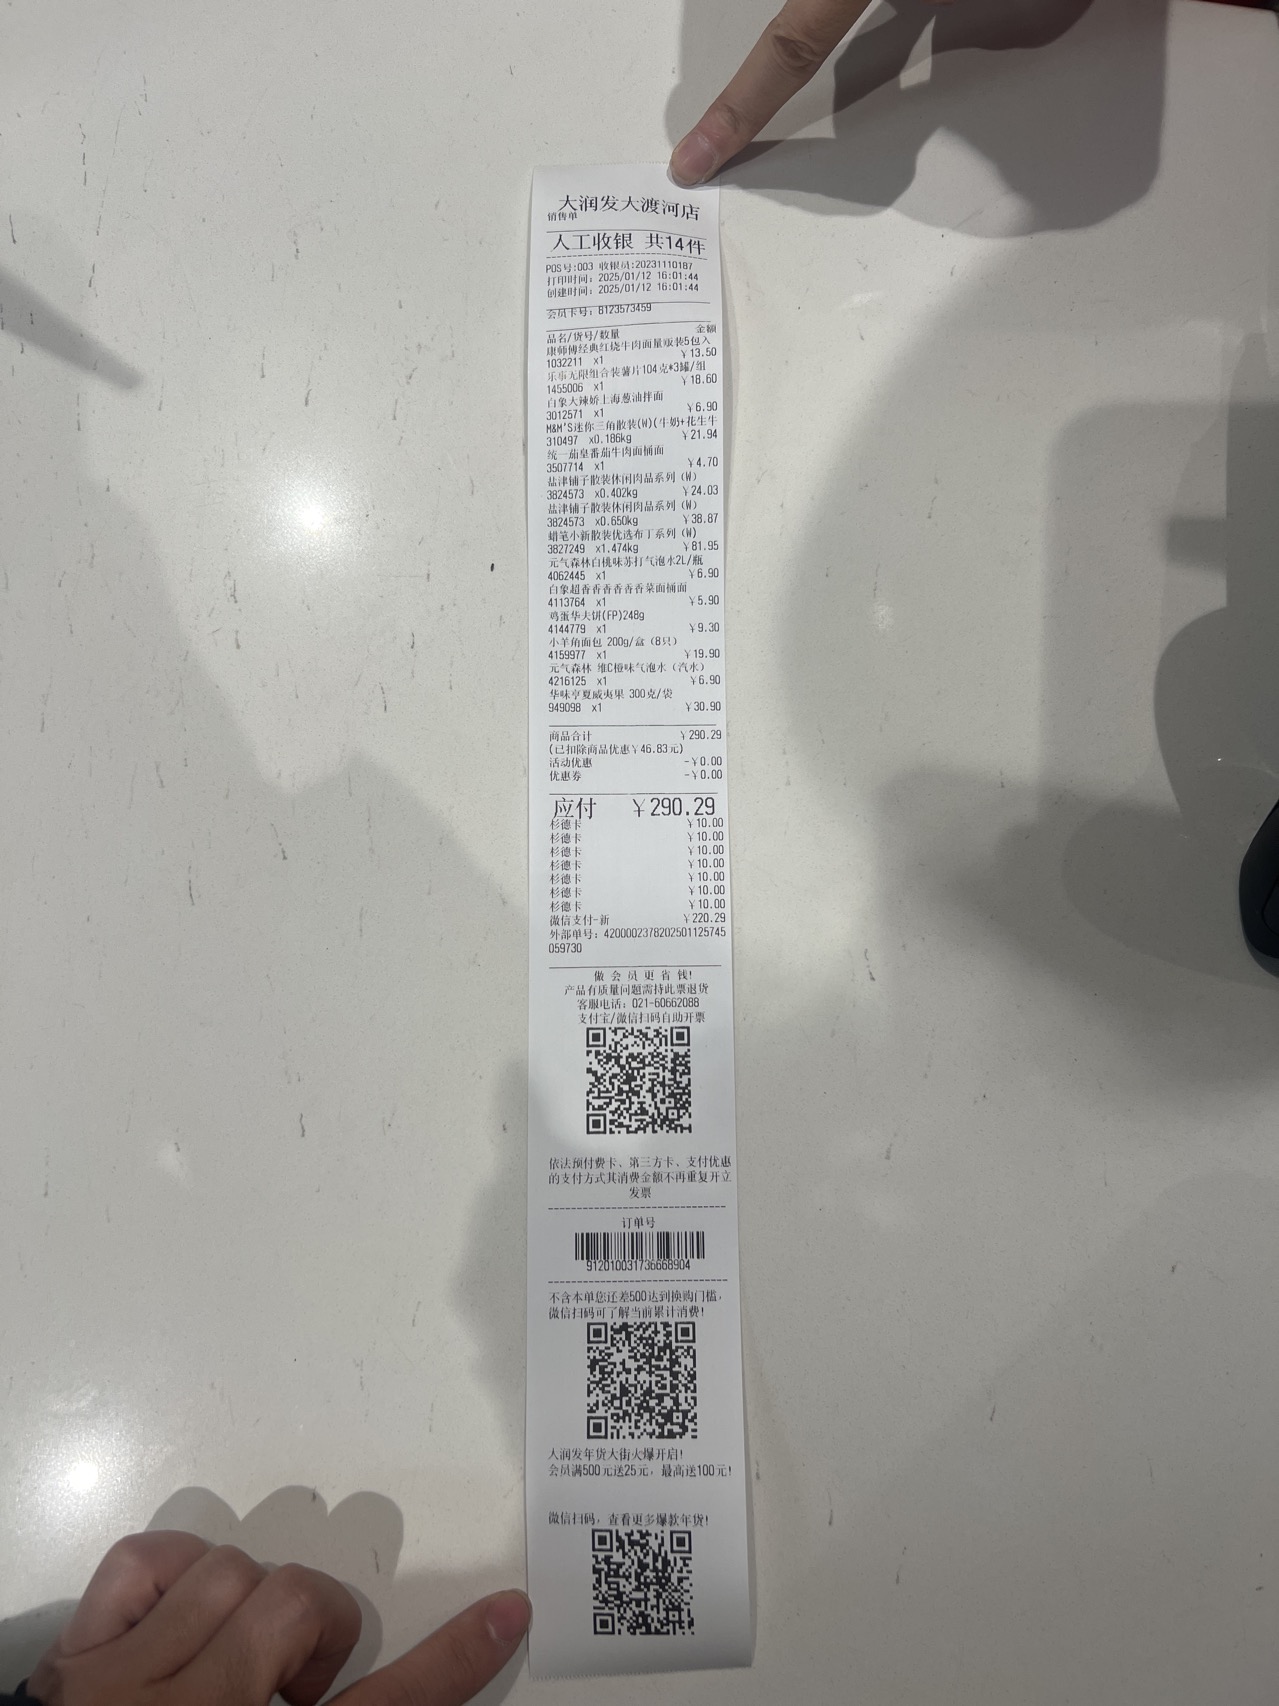 大润发大渡河店
销售单
人工收银 共14件
POS号:003 收银员:20231110187
打印时间: 2025/01/12 16:01:44
创建时间: 2025/01/12 16:01:44
会员卡号: B123573459
品名/货号/数量 金额
康师傅经典红烧牛肉面量贩装5包入
1032211 x1 ￥13.50
乐事无限组合装薯片104克*3罐/组
1455006 x1 ￥18.60
白象大辣娇上海葱油拌面
3012571 x1 ￥6.90
M&M'S迷你三角散装(W)(牛奶+花生牛
310497 x0.186kg ￥21.94
统一茄皇番茄牛肉面桶面
3507714 x1 ￥4.70
盐津铺子散装休闲肉品系列（W）
3824573 x0.402kg ￥24.03
盐津铺子散装休闲肉品系列（W）
3824573 x0.650kg ￥38.87
蜡笔小新散装优选布丁系列（W)
3827249 x1.474kg ￥81.95
元气森林白桃味苏打气泡水2L/瓶
4062445 x1 ￥6.90
白象超香香香香香香菜面桶面
4113764 x1 ￥5.90
鸡蛋华夫饼(FP)248g
4144779 x1 ￥9.30
小羊角面包 200g/盒（8只）
4159977 x1 ￥19.90
元气森林 维C橙味气泡水（汽水）
4216125 x1 ￥6.90
华味亨夏威夷果 300克/袋
949098 x1 ￥30.90
商品合计 ￥290.29
(已扣除商品优惠￥46.83元)
活动优惠 -￥0.00
优惠券 -￥0.00
应付 ￥290.29
杉德卡 ￥10.00
杉德卡 ￥10.00
杉德卡 ￥10.00
杉德卡 ￥10.00
杉德卡 ￥10.00
杉德卡 ￥10.00
杉德卡 ￥10.00
微信支付-新 ￥220.29
外部单号: 4200002378202501125745
059730
做 会 员 更 省 钱!
产品有质量问题需持此票退货
客服电话: 021-60662088
支付宝/微信扫码自助开票
依法预付费卡、第三方卡、支付优惠
的支付方式其消费金额不再重复开立
发票
订单号
912010031736668904
不含本单您还差500达到换购门槛，
微信扫码可了解当前累计消费!
大润发年货大街火爆开启!
会员满500元送25元，最高送100元!
微信扫码，查看更多爆款年货!